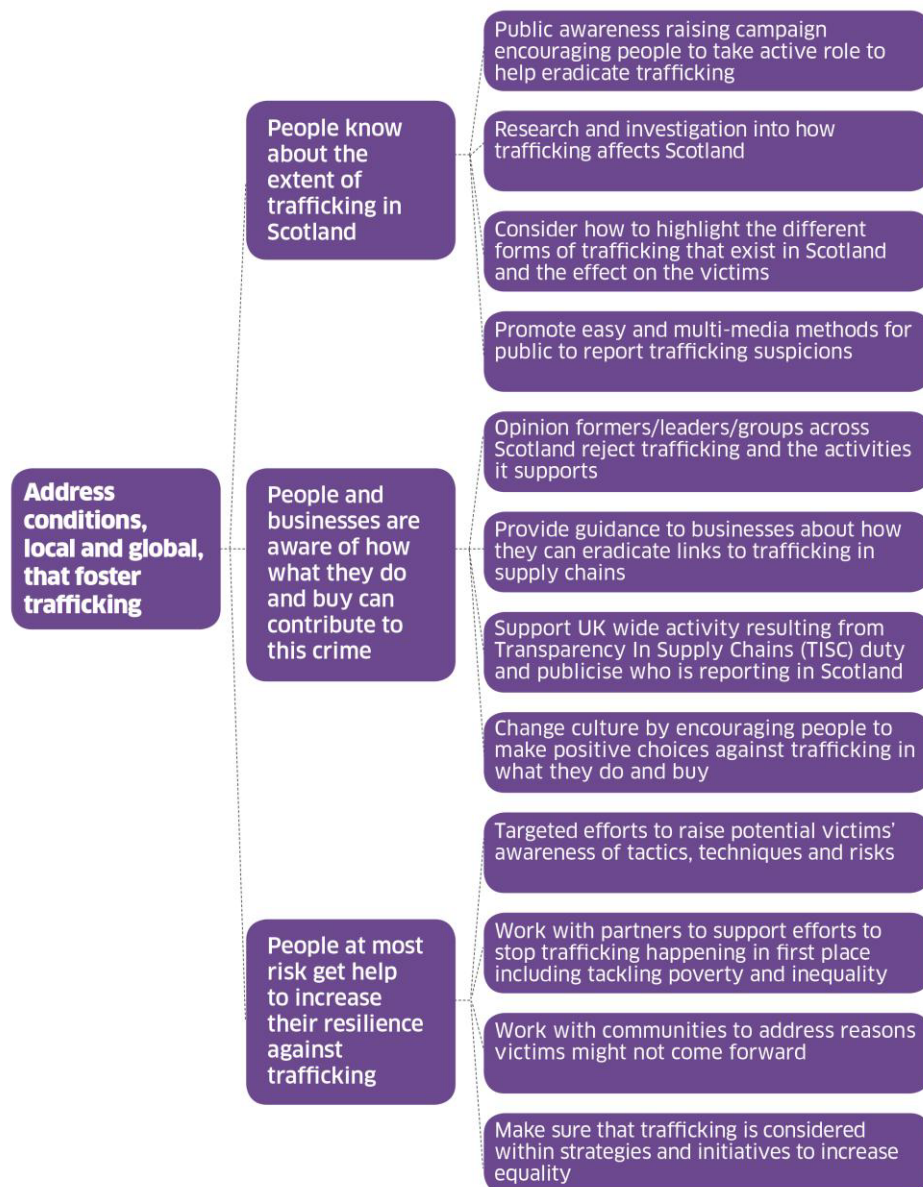 Address
conditions,
local and global,
that foster
trafficking
People know
about the
extent of
trafficking in
Scotland
Public awareness raising campaign
encouraging people to take active role to
help eradicate trafficking
Research and investigation into how
trafficking affects Scotland
Consider how to highlight the different
forms of trafficking that exist in Scotland
and the effect on the victims
Promote easy and multi-media methods for
public to report trafficking suspicions
People and
businesses are
aware of how
what they do
and buy can
contribute to
this crime
Opinion formers/leaders/groups across
Scotland reject trafficking and the activities
it supports
Provide guidance to businesses about how
they can eradicate links to trafficking in
supply chains
Support UK wide activity resulting from
Transparency In Supply Chains (TISC) duty
and publicise who is reporting in Scotland
Change culture by encouraging people to
make positive choices against trafficking in
what they do and buy
People at most
risk get help
to increase
their resilience
against
trafficking
Targeted efforts to raise potential victims’
awareness of tactics, techniques and risks
Work with partners to support efforts to
stop trafficking happening in first place
including tackling poverty and inequality
Work with communities to address reasons
victims might not come forward
Make sure that trafficking is considered
within strategies and initiatives to increase
equality